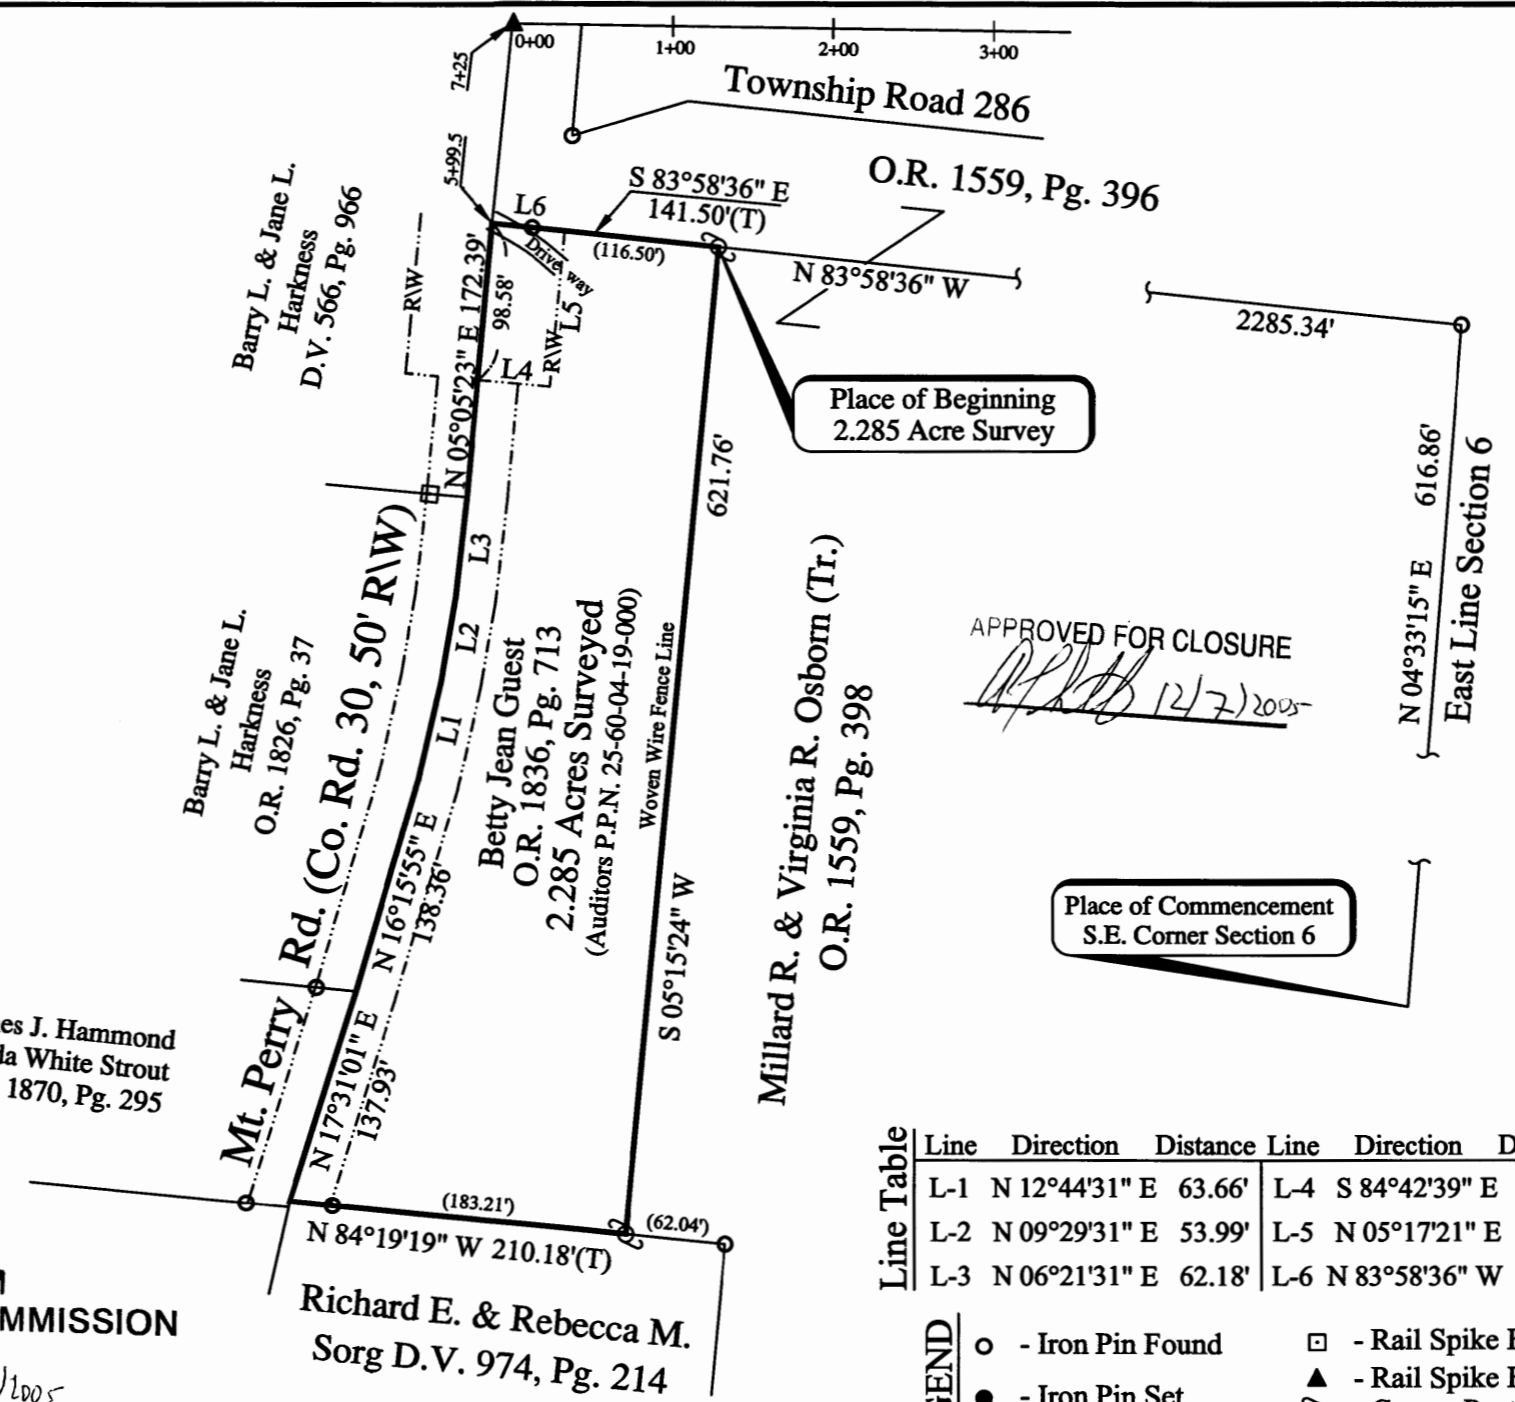 0+00
1+00
2+00
3+00
7+25
5+99.5
Township Road 286
O.R. 1559, Pg. 396
S 83°58'36" E
141.50'(T)
(116.50')
L6
Drive way
N 83°58'36" W
2285.34'
Barry L. & Jane L.
Harkness
D.V. 566, Pg. 966
R\W
N 05°05'23" E 172.39'
98.58'
R\W
L5
L4
Place of Beginning
2.285 Acre Survey
621.76'
N 04°33'15" E 616.86'
East Line Section 6
L3
L2
L1
Barry L. & Jane L.
Harkness
O.R. 1826, Pg. 37
Mt. Perry Rd. (Co. Rd. 30, 50' R\W)
Betty Jean Guest
O.R. 1836, Pg. 713
2.285 Acres Surveyed
(Auditors P.P.N. 25-60-04-19-000)
Woven Wire Fence Line
S 05°15'24" W
Millard R. & Virginia R. Osborn (Tr.)
O.R. 1559, Pg. 398
APPROVED FOR CLOSURE
12/7/2005
Place of Commencement
S.E. Corner Section 6
N 16°15'55" E
138.36'
N 17°31'01" E
137.93'
es J. Hammond
la White Strout
1870, Pg. 295
(183.21')
(62.04')
N 84°19'19" W 210.18'(T)
Richard E. & Rebecca M.
Sorg D.V. 974, Pg. 214
MMISSION
/2005
Line Table
Line Direction Distance Line Direction D
L-1 N 12°44'31" E 63.66' L-4 S 84°42'39" E
L-2 N 09°29'31" E 53.99' L-5 N 05°17'21" E
L-3 N 06°21'31" E 62.18' L-6 N 83°58'36" W
GEND
- Iron Pin Found
- Rail Spike
- Rail Spike
- Iron Pin Set